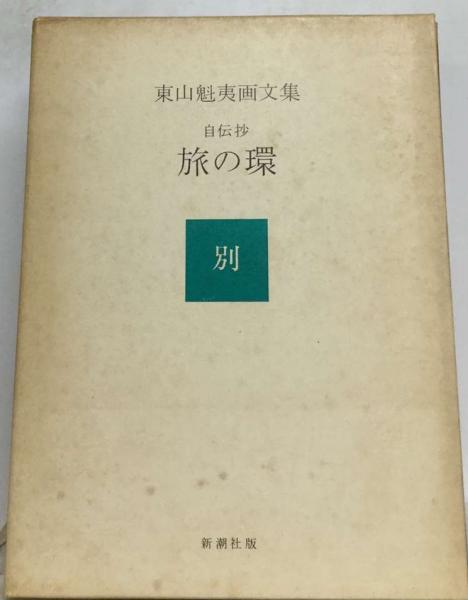 東山魁夷画文集
自伝抄
旅の環
別
新潮社版